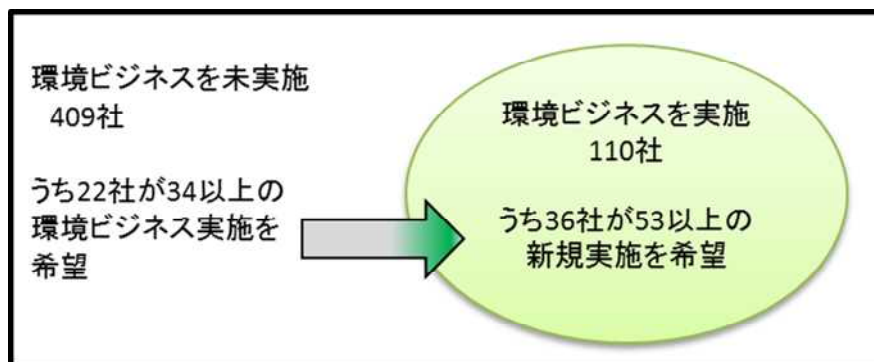 環境ビジネスを未実施
409社
うち22社が34以上の
環境ビジネス実施を
希望
環境ビジネスを実施
110社
うち36社が53以上の
新規実施を希望